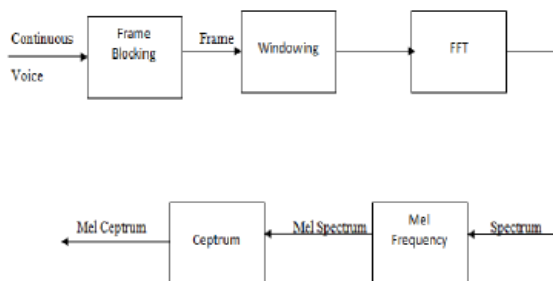 Continuous
Voice
Frame
Blocking
Frame
Windowing
FFT
Mel Ceptrum
Ceptrum
Mel Spectrum
Mel
Frequency
Spectrum